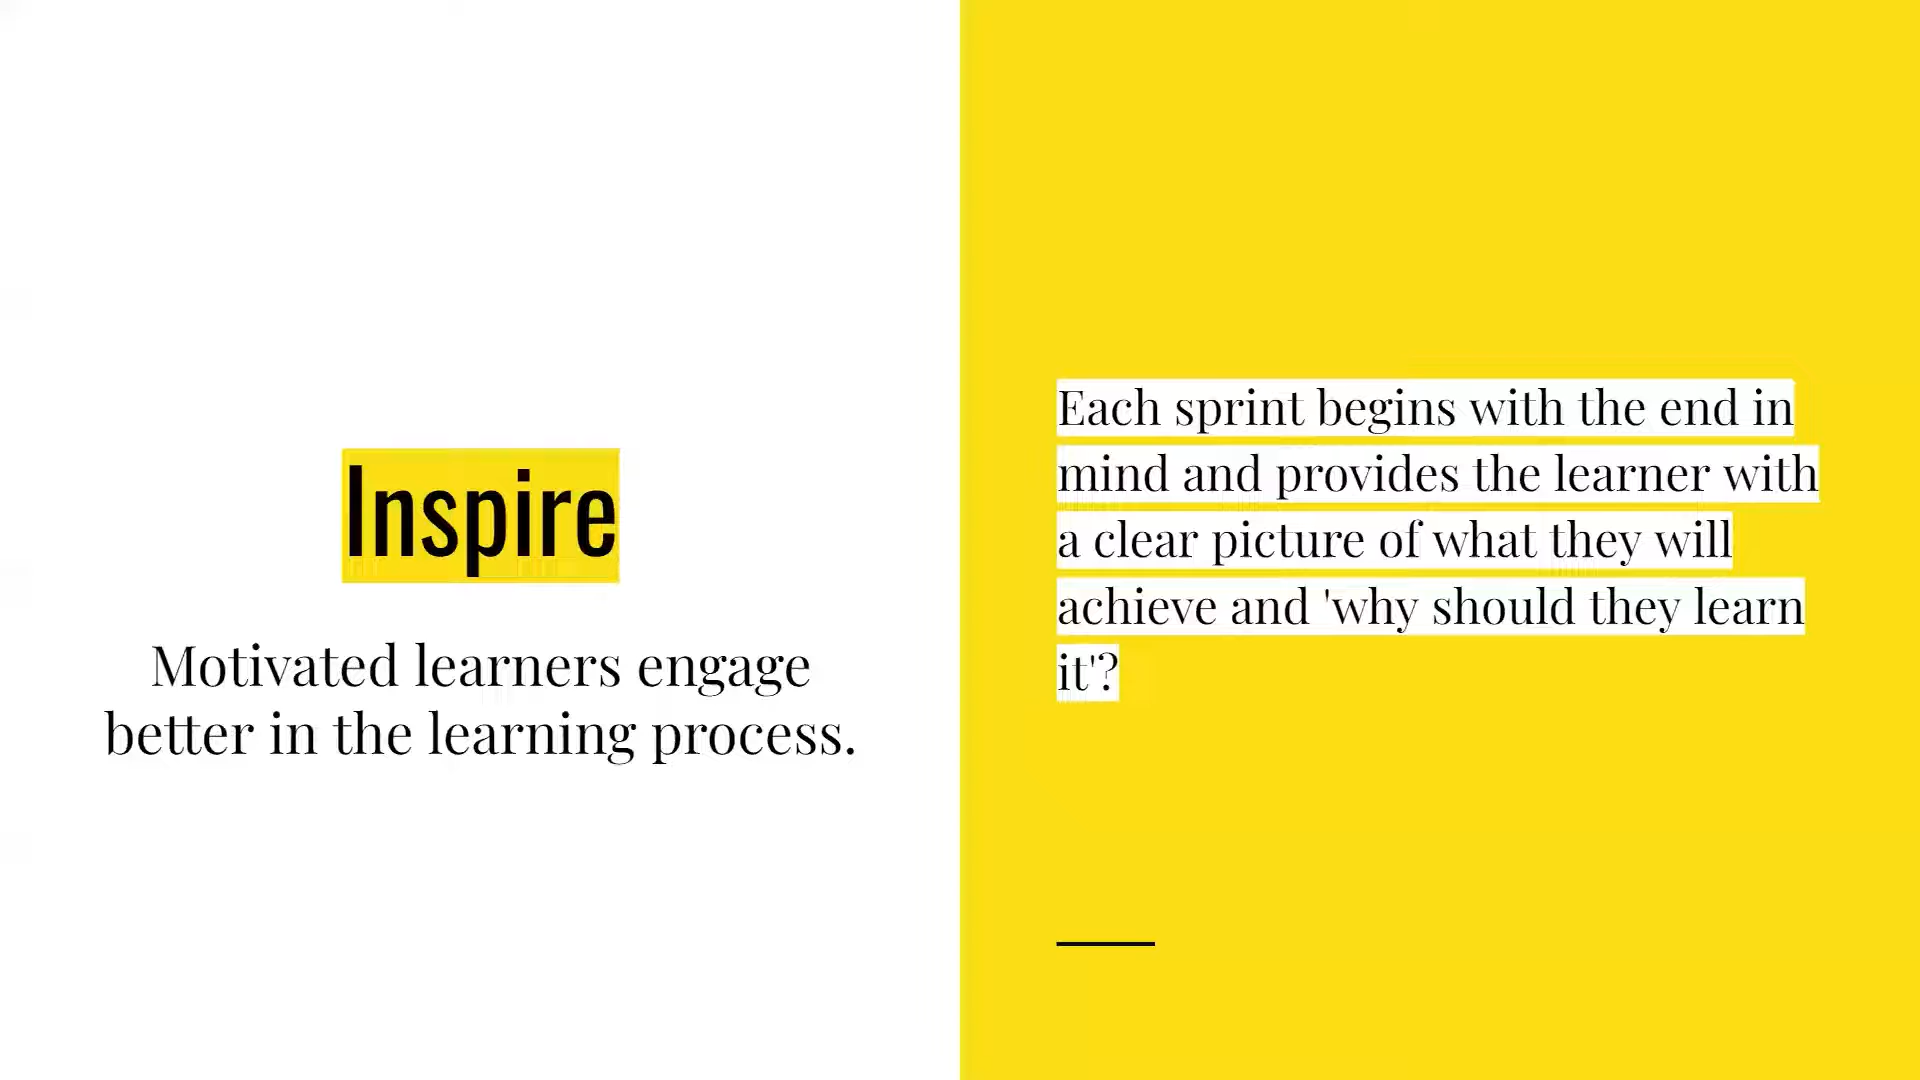 Inspire
Motivated learners engage
better in the learning process.
Each sprint begins with the end in
mind and provides the learner with
a clear picture of what they will
achieve and 'why should they learn
it'?